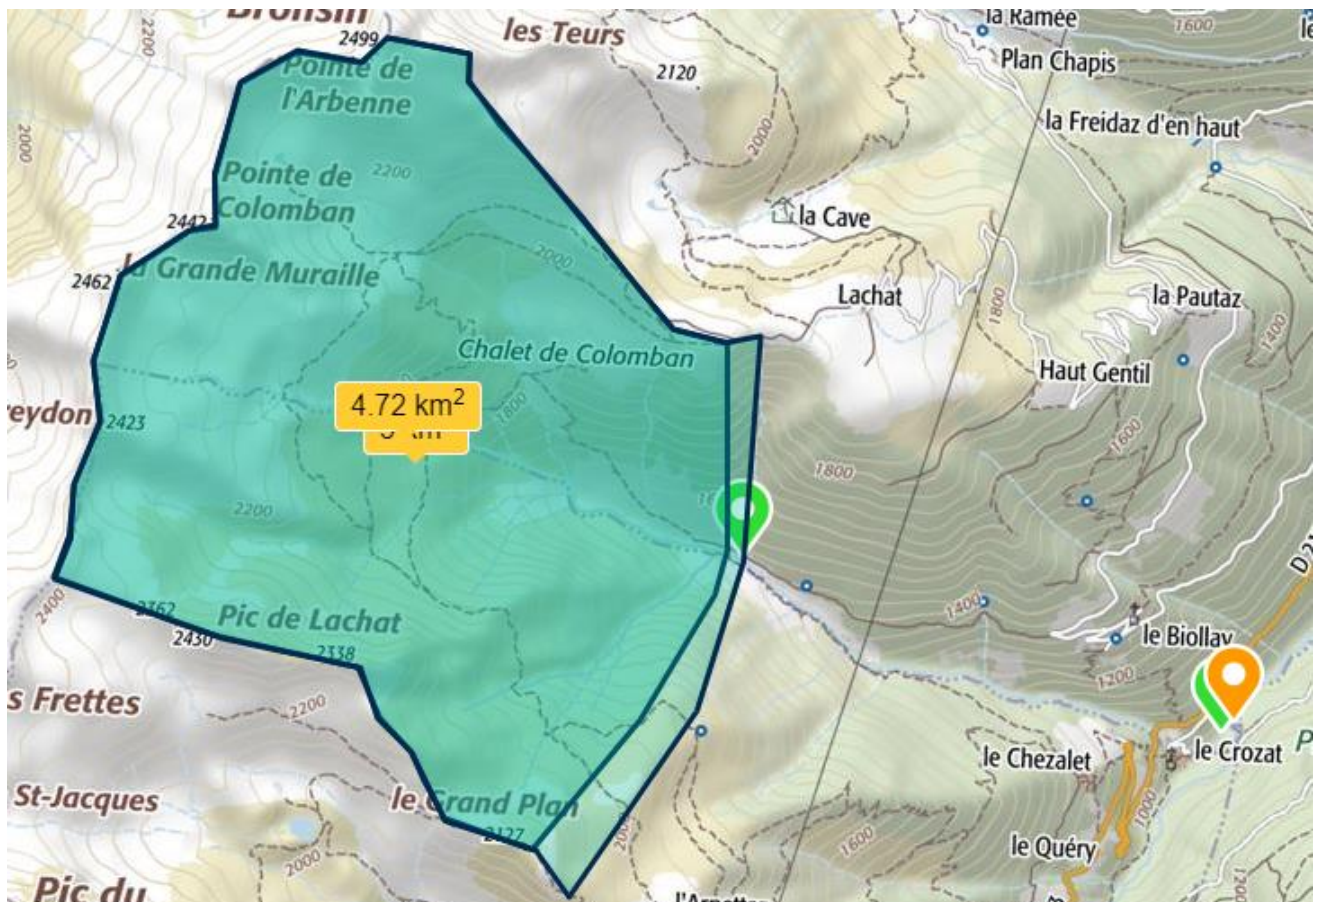 la Ramée
2499
les Teurs
1600
2200
Plan Chapis
Pointe de
l'Arbenne
2120
la Freidaz d'en haut
2000
2000
Pointe de
Colomban
2200
2442
la Cave
2000
la Grande Muraille
2462
Lachat
la Pautaz
1800
1400
Chalet de Colomban
Haut Gentil
4.72 km²
1800
2423
1600
1800
2200
1400
2400
2362
Pic de Lachat
2430
le Biollay
2338
1200
s Frettes
2200
le Crozat
P
le Chezalet
St-Jacques
le Grand Plan
1000
2127
2000
1600
2000
le Quéry
1200
Pic du